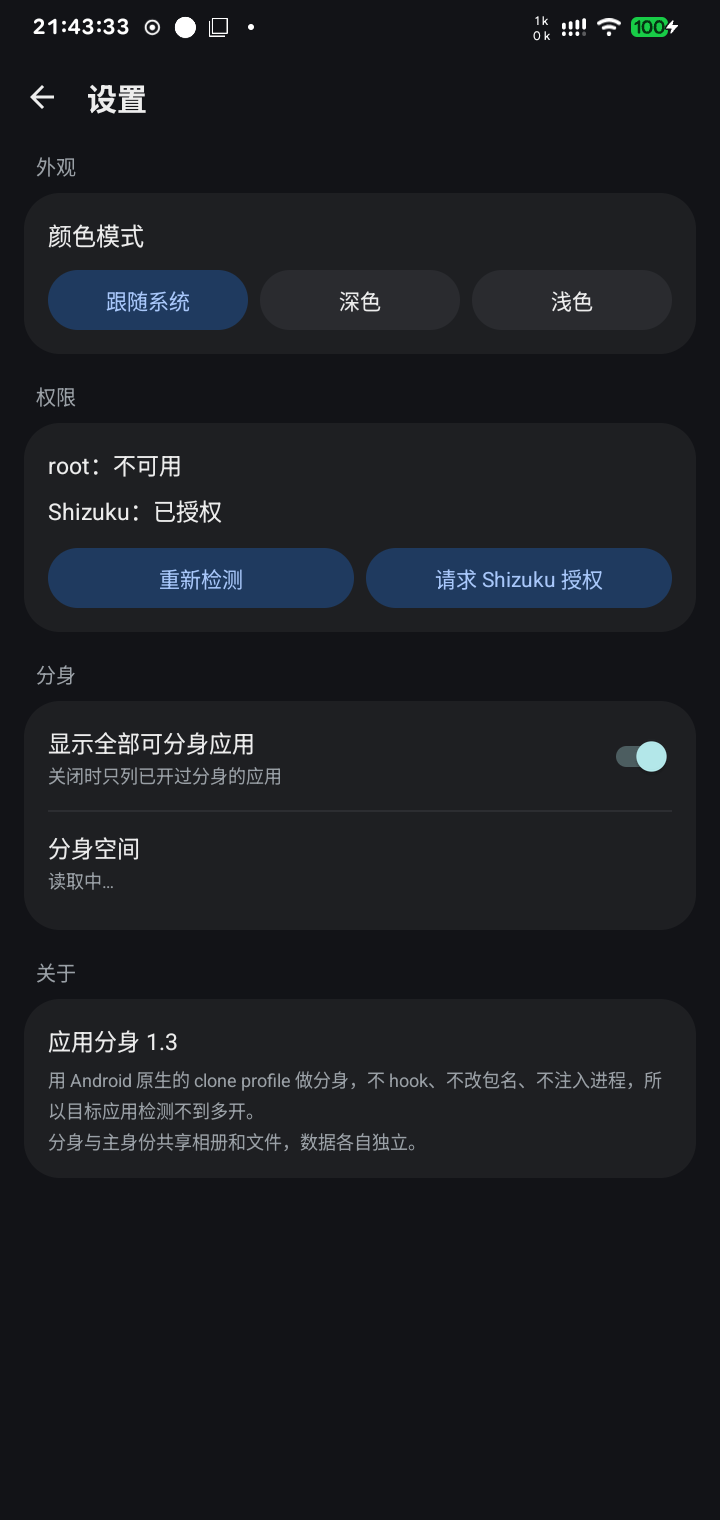 21:43:33
1k
0k
100
设置
外观
颜色模式
跟随系统
深色
浅色
权限
root：不可用
Shizuku：已授权
重新检测
请求 Shizuku 授权
分身
显示全部可分身应用
关闭时只列已开过分身的应用
分身空间
读取中…
关于
应用分身 1.3
用 Android 原生的 clone profile 做分身，不 hook、不改包名、不注入进程，所
以目标应用检测不到多开。
分身与主身份共享相册和文件，数据各自独立。